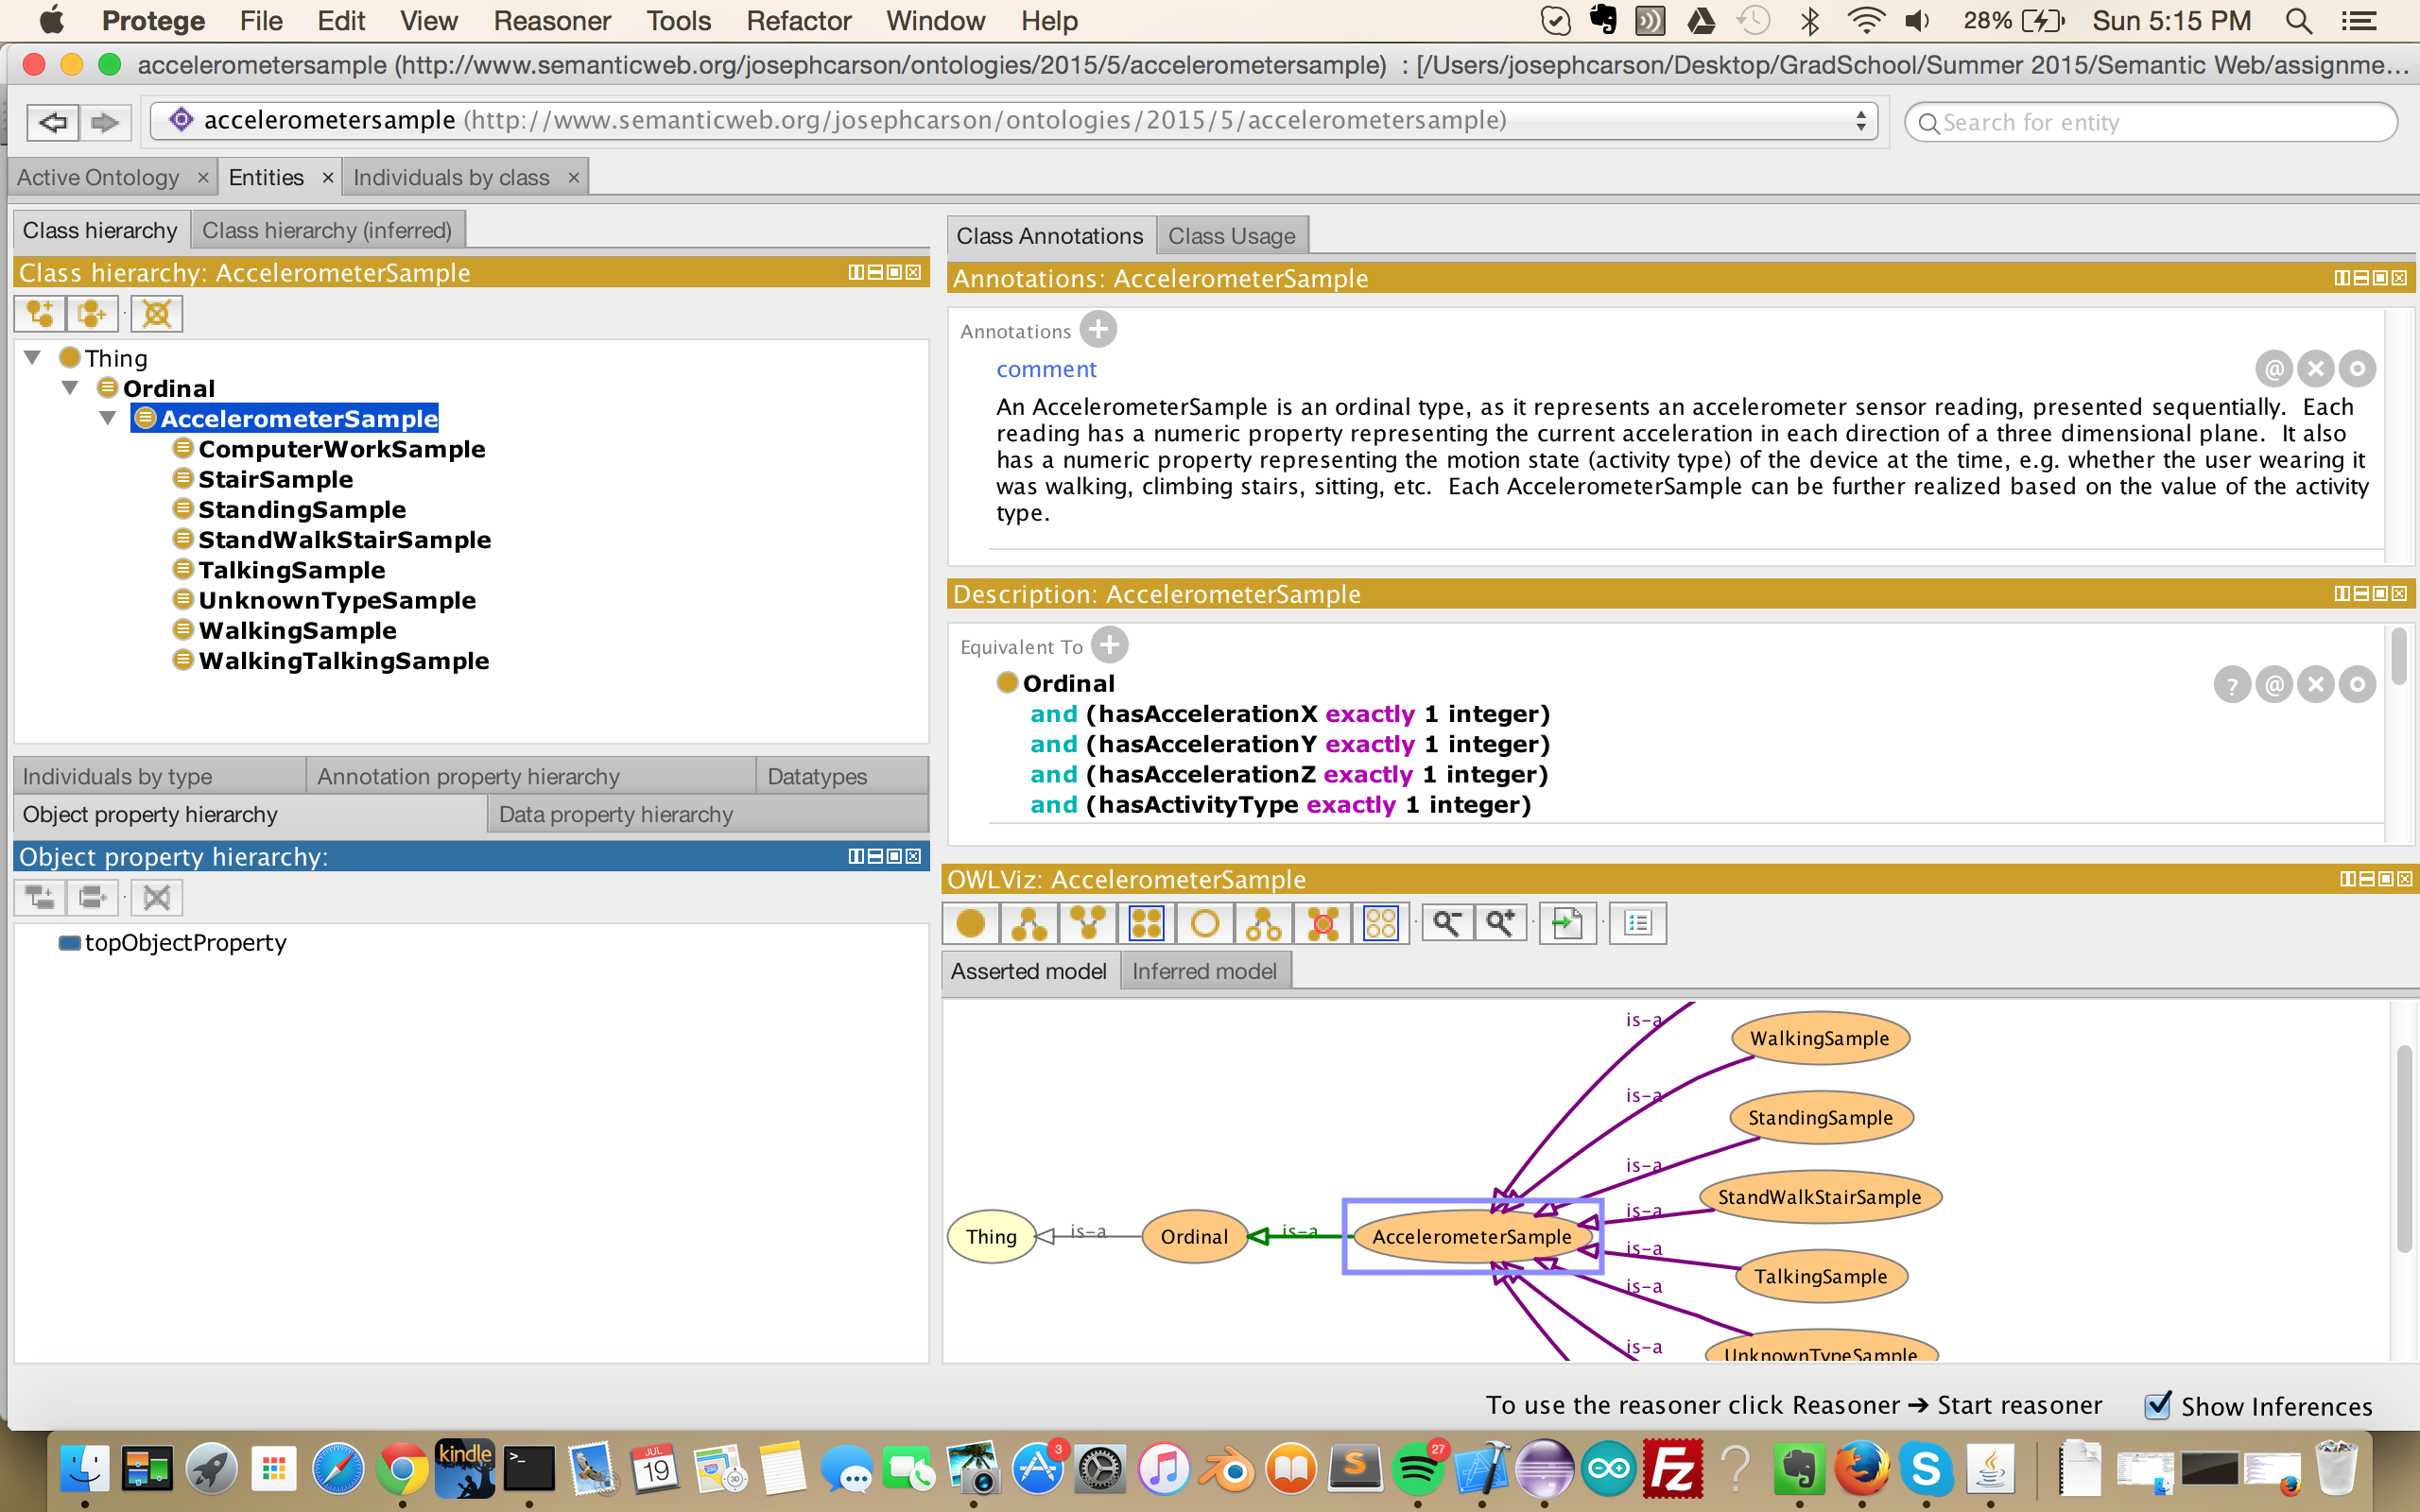 Protege File Edit View Reasoner Tools Refactor Window Help 28% Sun 5:15 PM
accelerometersample (http://www.semanticweb.org/josephcarson/ontologies/2015/5/accelerometersample) : [/Users/josephcarson/Desktop/GradSchool/Summer 2015/Semantic Web/assignme...
accelerometersample (http://www.semanticweb.org/josephcarson/ontologies/2015/5/accelerometersample)
Search for entity
Active Ontology × Entities × Individuals by class ×
Class hierarchy Class hierarchy (inferred)
Class hierarchy: AccelerometerSample
Thing
Ordinal
AccelerometerSample
ComputerWorkSample
StairSample
StandingSample
StandWalkStairSample
TalkingSample
UnknownTypeSample
WalkingSample
WalkingTalkingSample
Individuals by type Annotation property hierarchy Datatypes
Object property hierarchy Data property hierarchy
Object property hierarchy:
topObjectProperty
Class Annotations Class Usage
Annotations: AccelerometerSample
Annotations
comment
An AccelerometerSample is an ordinal type, as it represents an accelerometer sensor reading, presented sequentially. Each
reading has a numeric property representing the current acceleration in each direction of a three dimensional plane. It also
has a numeric property representing the motion state (activity type) of the device at the time, e.g. whether the user wearing it
was walking, climbing stairs, sitting, etc. Each AccelerometerSample can be further realized based on the value of the activity
type.
Description: AccelerometerSample
Equivalent To
Ordinal
and (hasAccelerationX exactly 1 integer)
and (hasAccelerationY exactly 1 integer)
and (hasAccelerationZ exactly 1 integer)
and (hasActivityType exactly 1 integer)
OWLViz: AccelerometerSample
Asserted model Inferred model
is-a
WalkingSample
is-a
StandingSample
is-a
StandWalkStairSample
is-a
Thing
is-a
Ordinal
is-a
AccelerometerSample
is-a
TalkingSample
is-a
is-a
UnknownTypeSample
To use the reasoner click Reasoner ➔ Start reasoner Show Inferences
kindle
JUL
19
3D
3
27
S
Fz
?
S